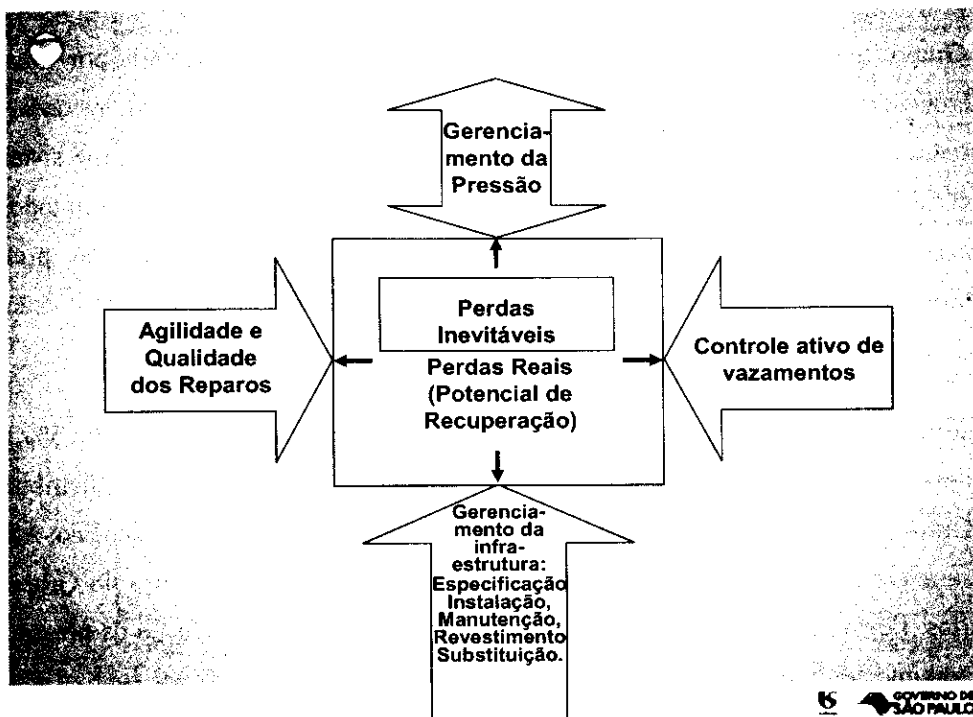 Gerencia-
mento da
Pressão
Agilidade e
Qualidade
dos Reparos
Perdas
Inevitáveis
Perdas Reais
(Potencial de
Recuperação)
Controle ativo de
vazamentos
Gerencia-
mento da
infra-
estrutura:
Especificação
Instalação,
Manutenção,
Revestimento
Substituição.
GOVERNO DE
SÃO PAULO